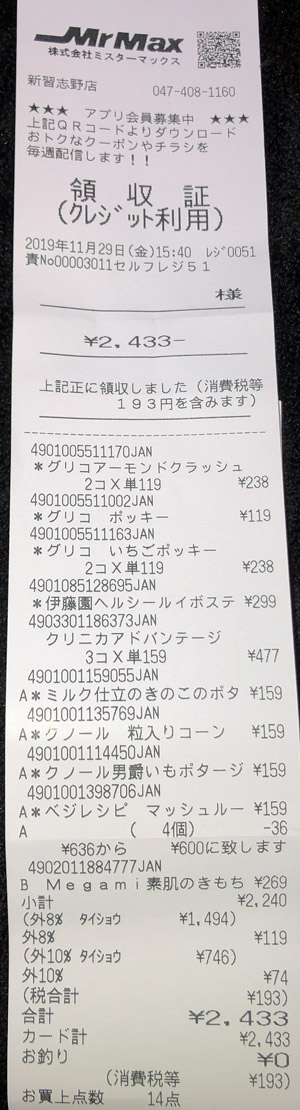 MrMax
株式会社ミスターマックス
新習志野店 047-408-1160
★★★ アプリ会員募集中 ★★★
上記QRコードよりダウンロード
おトクなクーポンやチラシを
毎週配信します!!
領 収 証
(クレジット利用)
2019年11月29日(金)15:40 レジ0051
責No00003011セルフレジ51
様
¥2,433-
上記正に領収しました(消費税等
193円を含みます)
4901005511170JAN
*グリコアーモンドクラッシュ
2コX単119 ¥238
4901005511002JAN
*グリコ ポッキー ¥119
4901005511163JAN
*グリコ いちごポッキー
2コX単119 ¥238
4901085128695JAN
*伊藤園ヘルシールイボステ ¥299
4903301186373JAN
クリニカアドバンテージ
3コX単159 ¥477
4901001159055JAN
A*ミルク仕立のきのこのポタ ¥159
4901001135769JAN
A*クノール 粒入りコーン ¥159
4901001114450JAN
A*クノール男爵いもポタージ ¥159
4901001398706JAN
A*ベジレシピ マッシュルー ¥159
A ( 4個) -36
¥636から ¥600に致します
4902011884777JAN
B Megami素肌のきもち ¥269
小計 ¥2,240
(外8% タイショウ ¥1,494)
外8% ¥119
(外10% タイショウ ¥746)
外10% ¥74
(税合計 ¥193)
合計 ¥2,433
カード計 ¥2,433
お釣り ¥0
(消費税等 ¥193)
お買上点数 14点